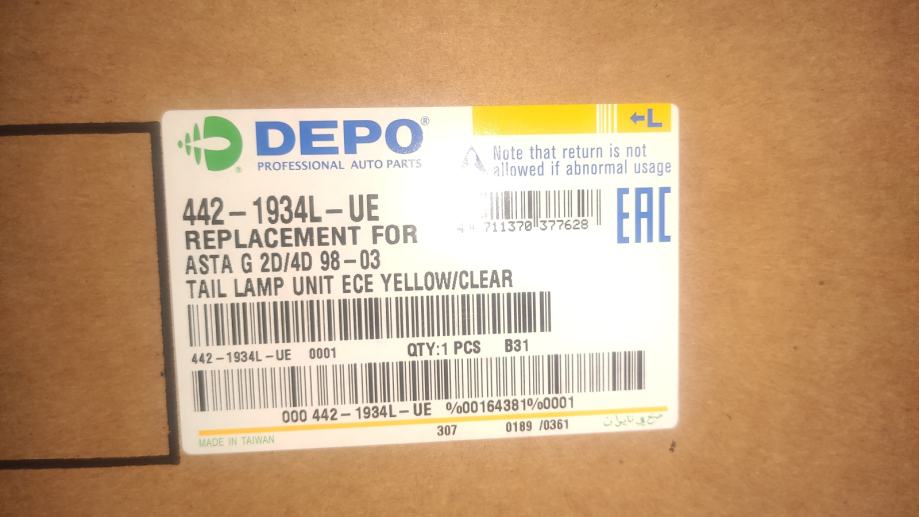 DEPO®
PROFESSIONAL AUTO PARTS
←L
Note that return is not
allowed if abnormal usage
442-1934L-UE
REPLACEMENT FOR
ASTA G 2D/4D 98-03
TAIL LAMP UNIT ECE YELLOW/CLEAR
711370 377628
EAC
442-1934L-UE 0001 QTY:1 PCS B31
000 442-1934L-UE %00164381%0001
MADE IN TAIWAN 307 0189 /0361 صنع في تايوان